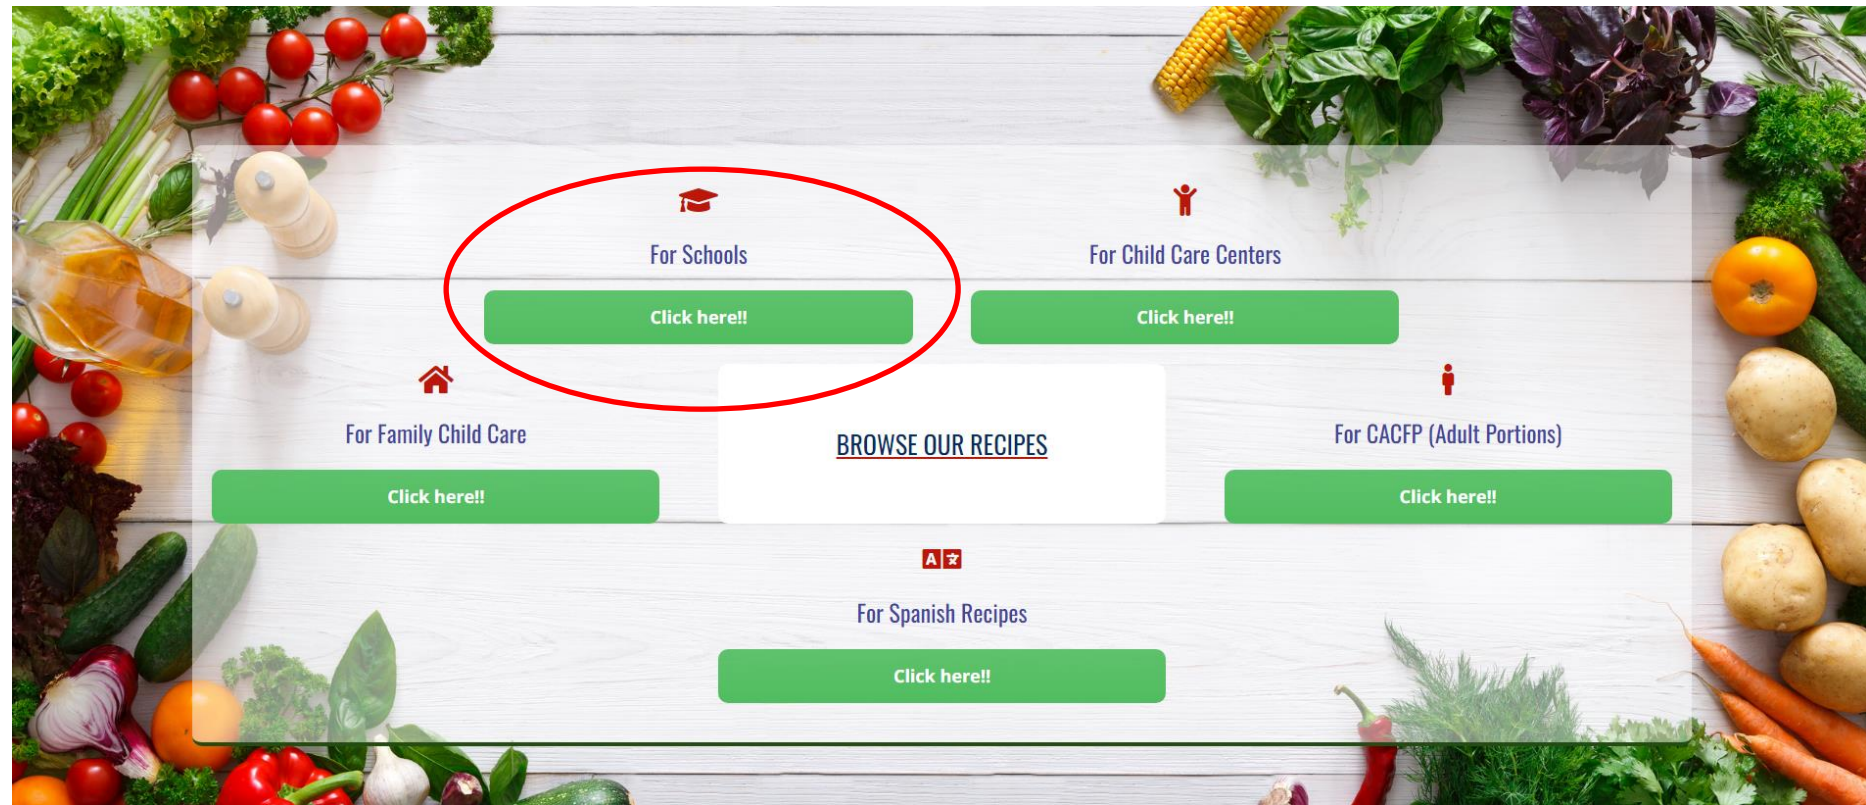 For Schools
Click here!!
For Child Care Centers
Click here!!
For Family Child Care
Click here!!
BROWSE OUR RECIPES
For CACFP (Adult Portions)
Click here!!
A 文
For Spanish Recipes
Click here!!